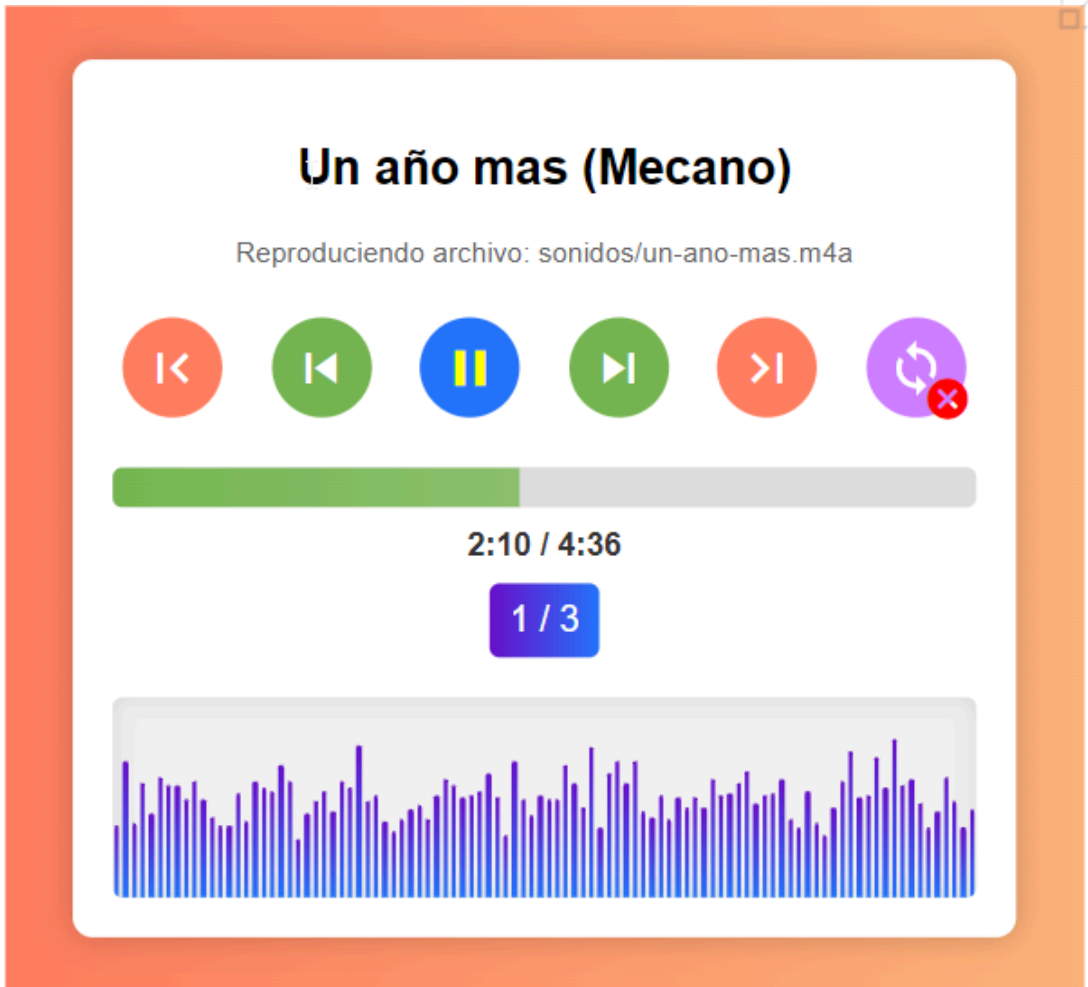 Un año mas (Mecano)
Reproduciendo archivo: sonidos/un-ano-mas.m4a
2:10 / 4:36
1 / 3